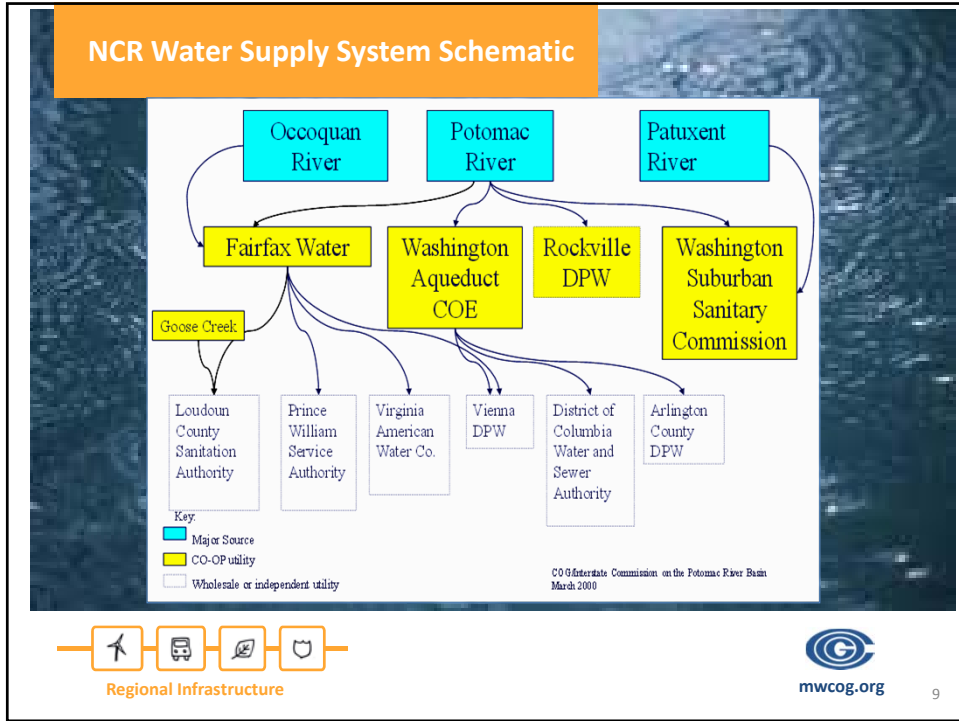 NCR Water Supply System Schematic
Occoquan
River
Potomac
River
Patuxent
River
Fairfax Water
Washington
Aqueduct
COE
Rockville
DPW
Washington
Suburban
Sanitary
Commission
Goose Creek
Loudoun
County
Sanitation
Authority
Prince
William
Service
Authority
Virginia
American
Water Co.
Vienna
DPW
District of
Columbia
Water and
Sewer
Authority
Arlington
County
DPW
Key:
Major Source
CO-OP utility
Wholesale or independent utility
COG/Interstate Commission on the Potomac River Basin
March 2000
Regional Infrastructure
mwcog.org
9